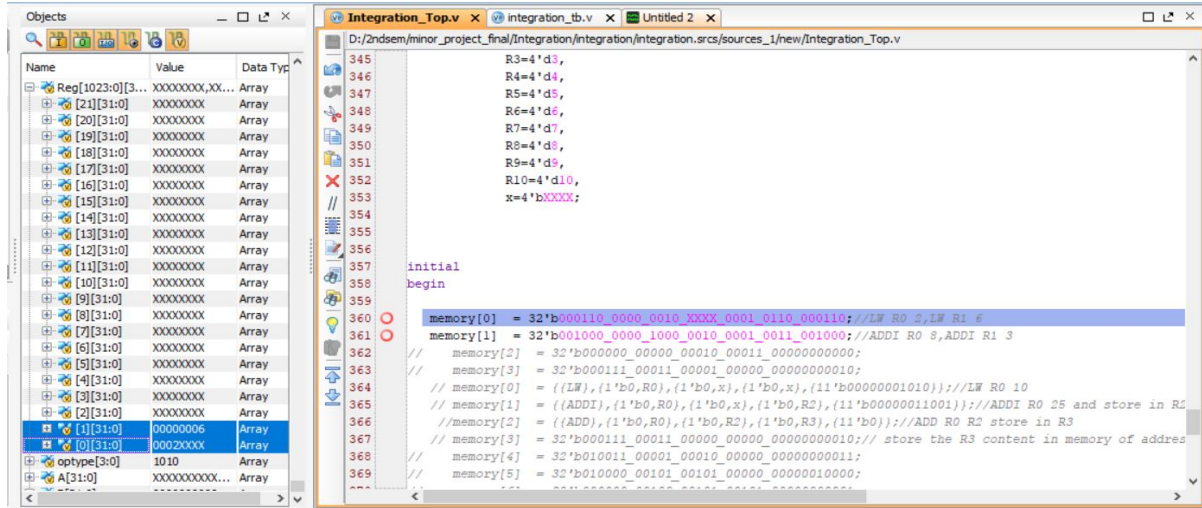 Objects
Name Value Data Typ
Reg[1023:0][3... XXXXXXXX,XX... Array
[21][31:0] XXXXXXXX Array
[20][31:0] XXXXXXXX Array
[19][31:0] XXXXXXXX Array
[18][31:0] XXXXXXXX Array
[17][31:0] XXXXXXXX Array
[16][31:0] XXXXXXXX Array
[15][31:0] XXXXXXXX Array
[14][31:0] XXXXXXXX Array
[13][31:0] XXXXXXXX Array
[12][31:0] XXXXXXXX Array
[11][31:0] XXXXXXXX Array
[10][31:0] XXXXXXXX Array
[9][31:0] XXXXXXXX Array
[8][31:0] XXXXXXXX Array
[7][31:0] XXXXXXXX Array
[6][31:0] XXXXXXXX Array
[5][31:0] XXXXXXXX Array
[4][31:0] XXXXXXXX Array
[3][31:0] XXXXXXXX Array
[2][31:0] XXXXXXXX Array
[1][31:0] 00000006 Array
[0][31:0] 0002XXXX Array
optype[3:0] 1010 Array
A[31:0] XXXXXXXXXX... Array
Integration_Top.v integration_tb.v Untitled 2
D:/2ndsem/minor_project_final/Integration/integration/integration.srcs/sources_1/new/Integration_Top.v
345 R3=4'd3,
346 R4=4'd4,
347 R5=4'd5,
348 R6=4'd6,
349 R7=4'd7,
350 R8=4'd8,
351 R9=4'd9,
352 R10=4'd10,
353 x=4'bXXXX;
354
355
356
357 initial
358 begin
359
360 memory[0] = 32'b000110_0000_0010_XXXX_0001_0110_000110;//LW R0 2,LW R1 6
361 memory[1] = 32'b001000_0000_1000_0010_0001_0011_001000;//ADDI R0 8,ADDI R1 3
362 // memory[2] = 32'b000000_00000_00010_00011_00000000000;
363 // memory[3] = 32'b000111_00011_00001_00000_00000000010;
364 // memory[0] = {{LW},{1'b0,R0},{1'b0,x},{1'b0,x},{11'b00000001010}};//LW R0 10
365 // memory[1] = {{ADDI},{1'b0,R0},{1'b0,x},{1'b0,R2},{11'b00000011001}};//ADDI R0 25 and store in R2
366 //memory[2] = {{ADD},{1'b0,R0},{1'b0,R2},{1'b0,R3},{11'b0}};//ADD R0 R2 store in R3
367 // memory[3] = 32'b000111_00011_00000_00000_00000000010;// store the R3 content in memory of addres
368 // memory[4] = 32'b010011_00001_00010_00000_00000000011;
369 // memory[5] = 32'b010000_00101_00101_00000_00000010000;